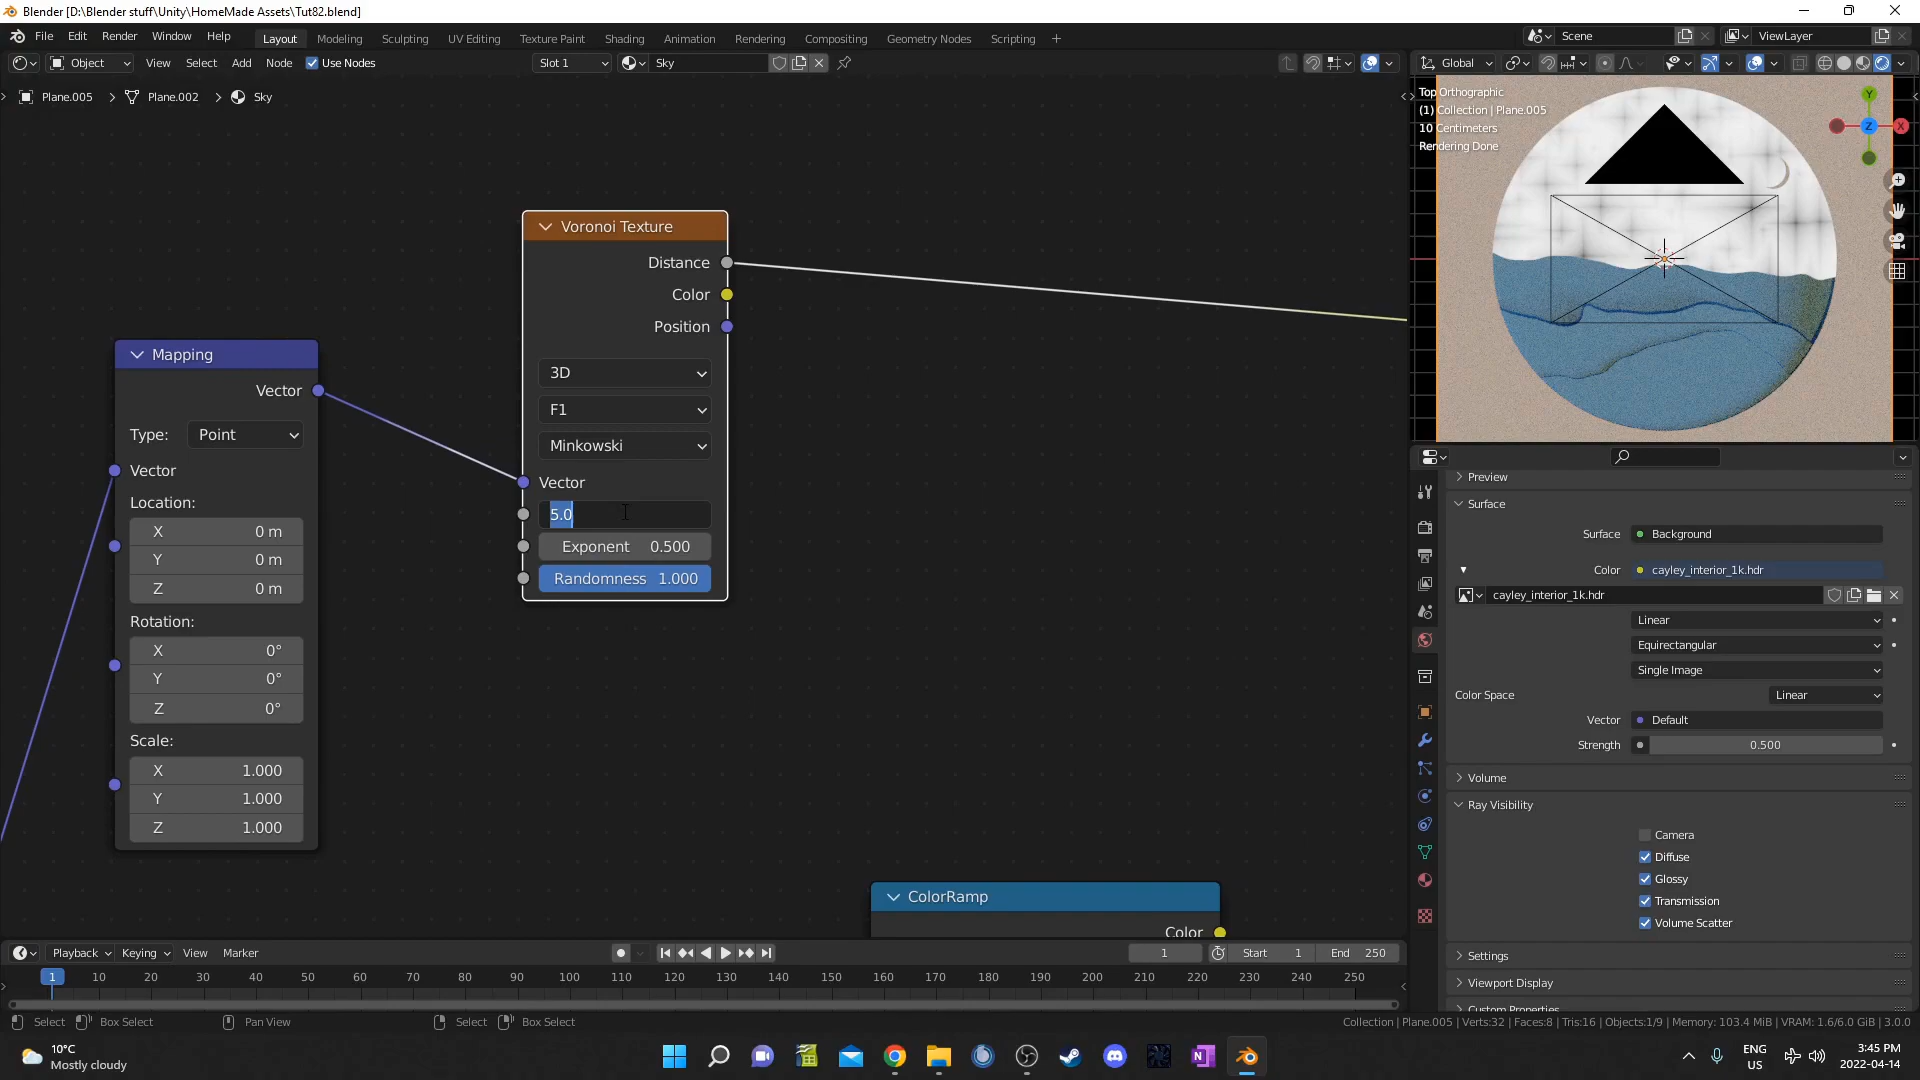 Blender [D:\Blender stuff\Unity\HomeMade Assets\Tut82.blend]
File Edit Render Window Help
Layout Modeling Sculpting UV Editing Texture Paint Shading Animation Rendering Compositing Geometry Nodes Scripting +
Scene
ViewLayer
Object View Select Add Node Use Nodes
Slot 1
Sky
Global
Plane.005 > Plane.002 > Sky
Top Orthographic
(1) Collection | Plane.005
10 Centimeters
Rendering Done
Y
Z
X
Voronoi Texture
Distance
Color
Position
3D
F1
Minkowski
Vector
5.0
Exponent 0.500
Randomness 1.000
Mapping
Vector
Type: Point
Vector
Location:
X 0 m
Y 0 m
Z 0 m
Rotation:
X 0°
Y 0°
Z 0°
Scale:
X 1.000
Y 1.000
Z 1.000
ColorRamp
Color
Preview
Surface
Surface Background
Color cayley_interior_1k.hdr
cayley_interior_1k.hdr
Linear
Equirectangular
Single Image
Color Space Linear
Vector Default
Strength 0.500
Volume
Ray Visibility
Camera
Diffuse
Glossy
Transmission
Volume Scatter
Settings
Viewport Display
Custom Properties
Playback Keying View Marker
1
Start 1
End 250
1 10 20 30 40 50 60 70 80 90 100 110 120 130 140 150 160 170 180 190 200 210 220 230 240 250
Select Box Select Pan View Select Box Select
Collection | Plane.005 | Verts:32 | Faces:8 | Tris:16 | Objects:1/9 | Memory: 103.4 MiB | VRAM: 1.6/6.0 GiB | 3.0.0
10°C
Mostly cloudy
ENG
US
3:45 PM
2022-04-14